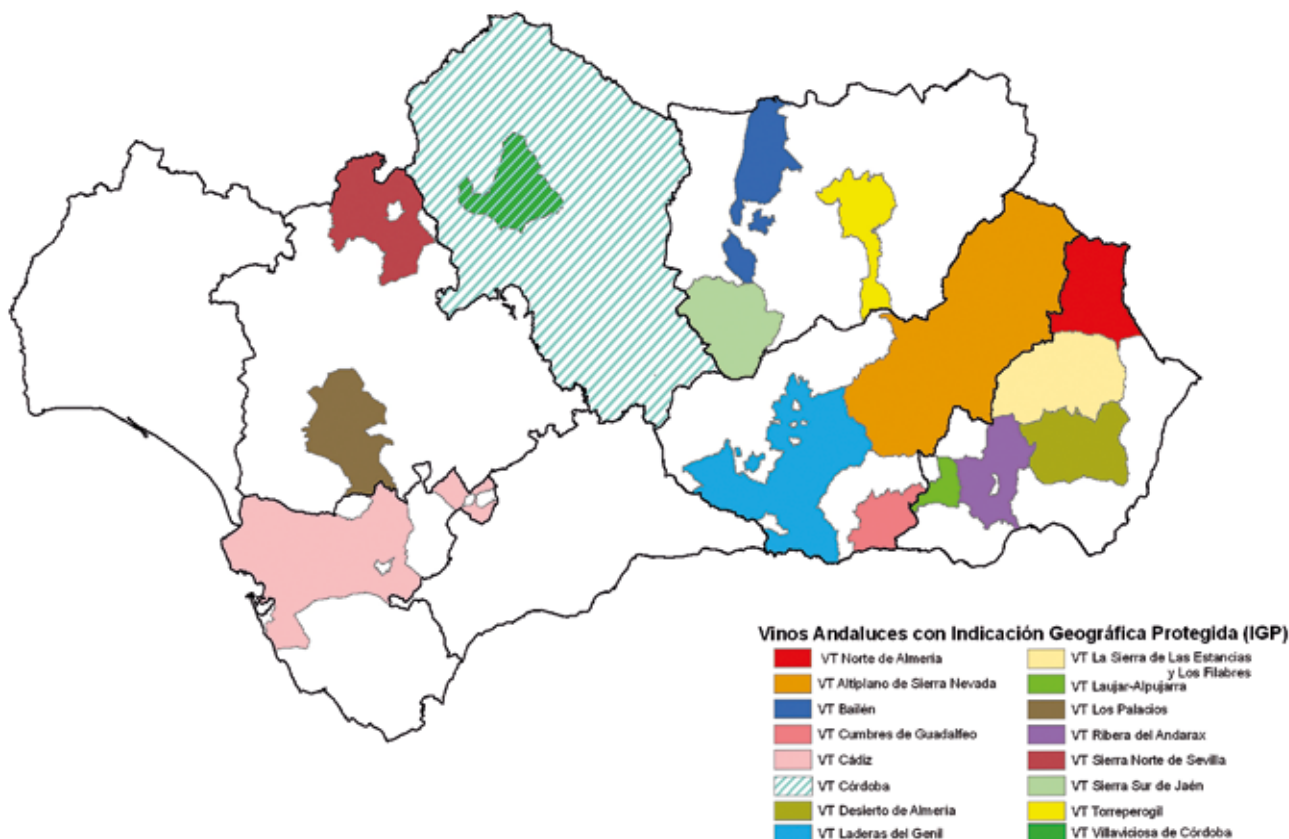 Vinos Andaluces con Indicación Geográfica Protegida (IGP)
VT Norte de Almería
VT Altiplano de Sierra Nevada
VT Bailén
VT Cumbres de Guadalfeo
VT Cádiz
VT Córdoba
VT Desierto de Almería
VT Laderas del Genil
VT La Sierra de Las Estancias
y Los Filabres
VT Laujar-Alpujarra
VT Los Palacios
VT Ribera del Andarax
VT Sierra Norte de Sevilla
VT Sierra Sur de Jaén
VT Torreperogil
VT Villaviciosa de Córdoba